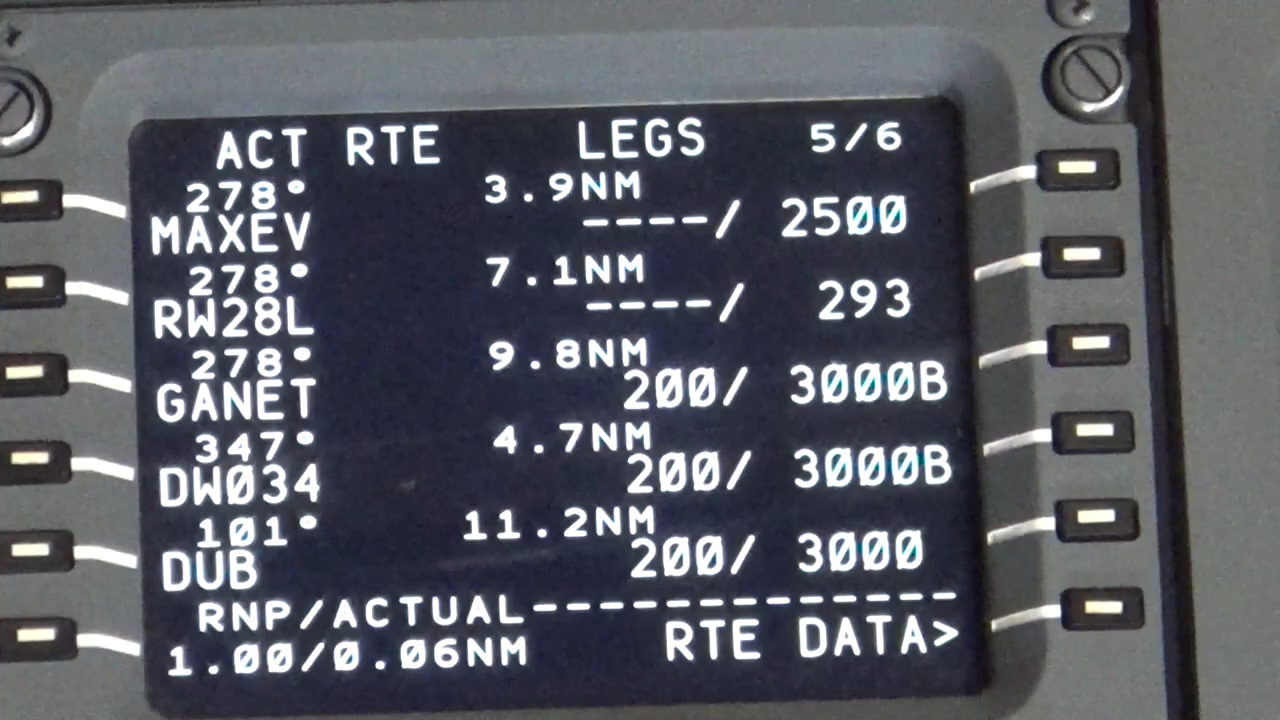 ACT RTE LEGS 5/6
278° 3.9NM
MAXEV ----/ 2500
278° 7.1NM
RW28L ----/ 293
278° 9.8NM
GANET 200/ 3000B
347° 4.7NM
DW034 200/ 3000B
101° 11.2NM
DUB 200/ 3000
RNP/ACTUAL--------------
1.00/0.06NM RTE DATA>